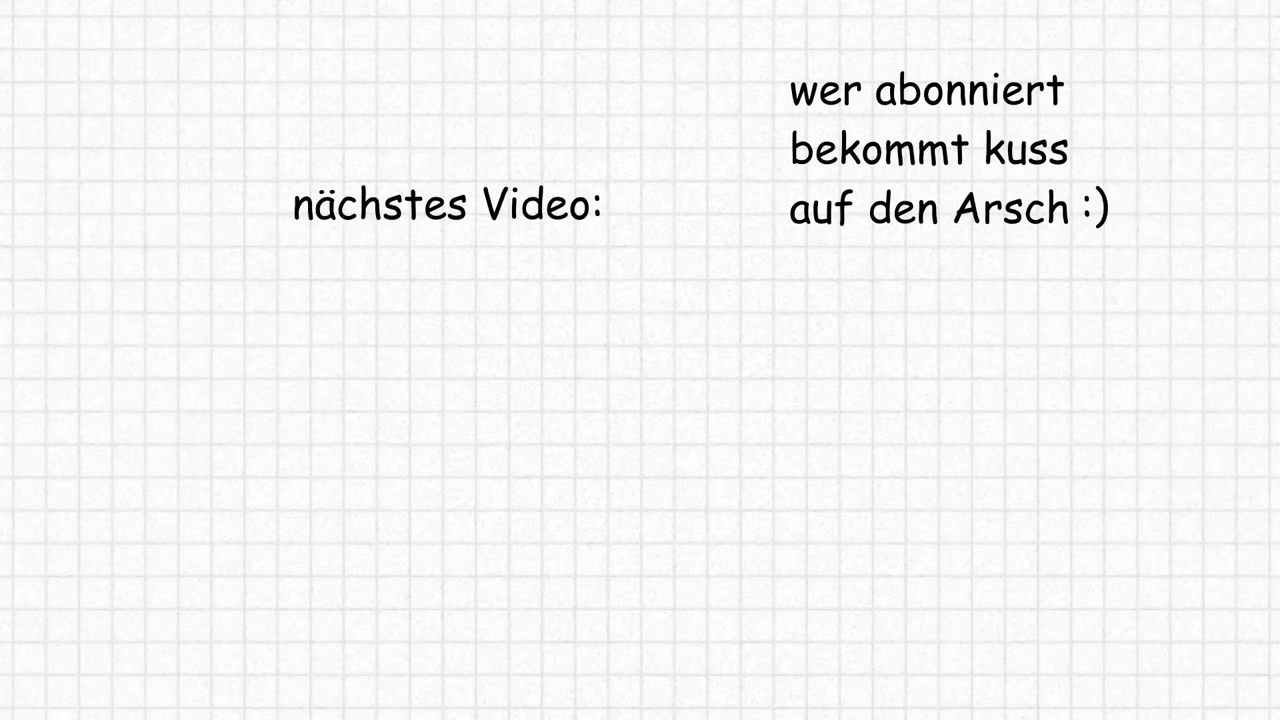 nächstes Video:
wer abonniert
bekommt kuss
auf den Arsch :)